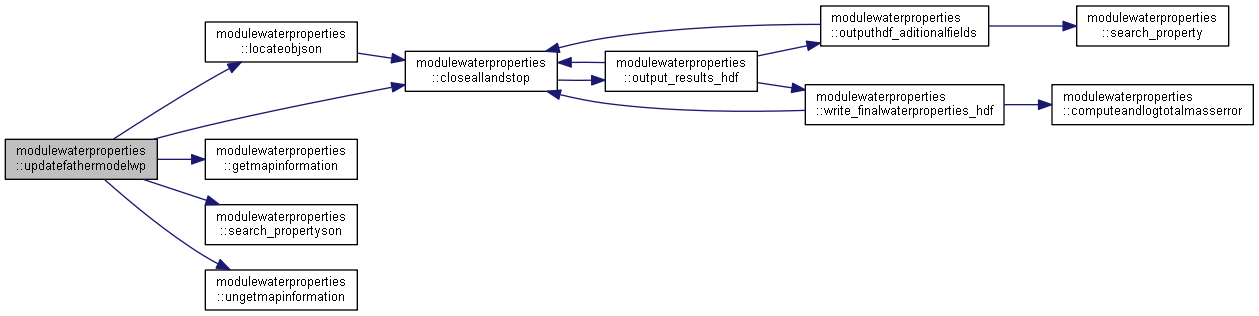 modulewaterproperties
::updatefathermodelwp
modulewaterproperties
::locateobjson
modulewaterproperties
::closeallandstop
modulewaterproperties
::output_results_hdf
modulewaterproperties
::outputhdf_aditionalfields
modulewaterproperties
::search_property
modulewaterproperties
::write_finalwaterproperties_hdf
modulewaterproperties
::computeandlogtotalmasserror
modulewaterproperties
::getmapinformation
modulewaterproperties
::search_propertyson
modulewaterproperties
::ungetmapinformation